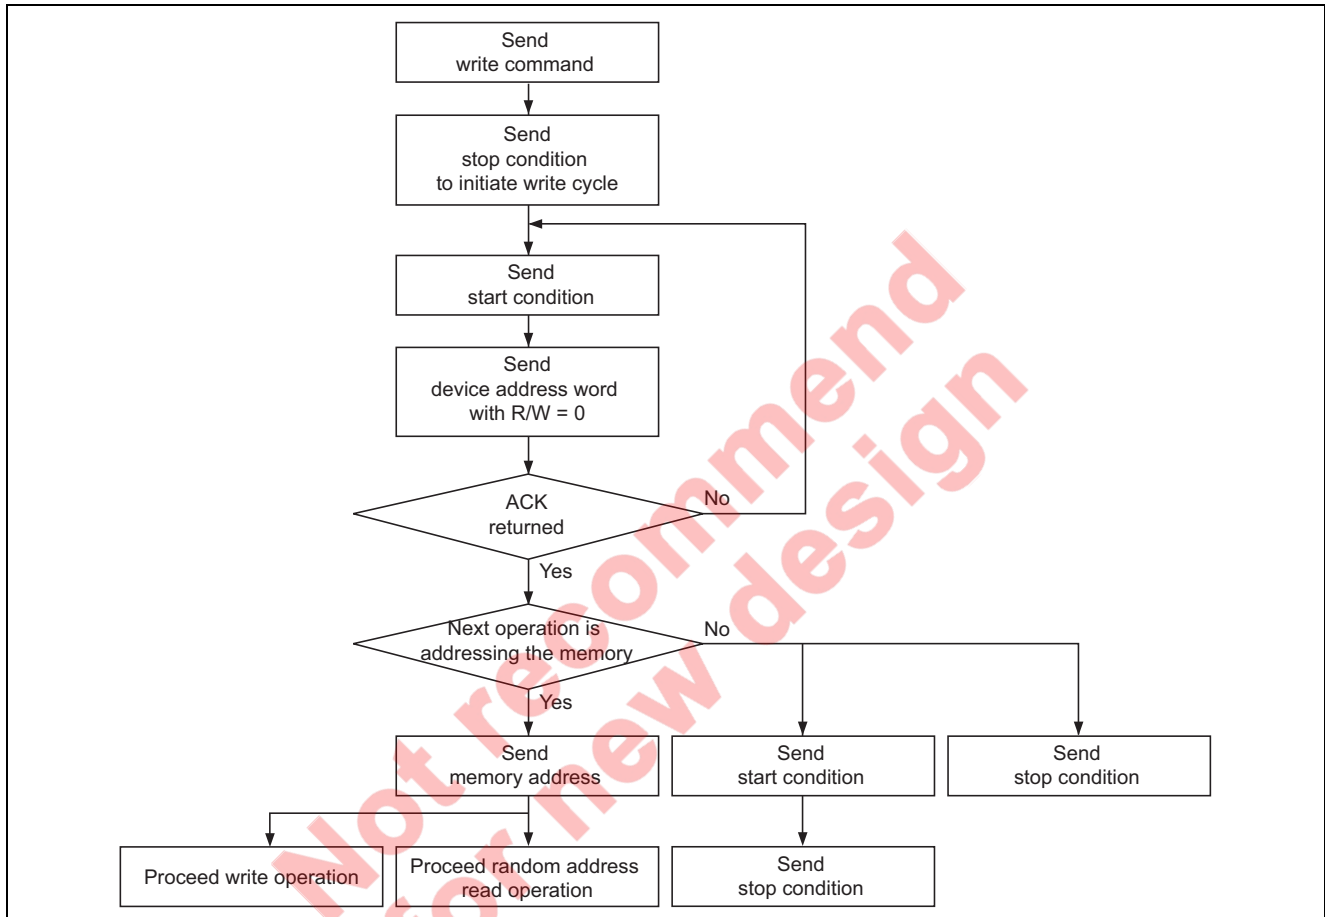 Send
write command
Send
stop condition
to initiate write cycle
Send
start condition
Send
device address word
with R/W = 0
ACK
returned
No
Yes
Next operation is
addressing the memory
No
Yes
Send
memory address
Send
start condition
Send
stop condition
Proceed write operation
Proceed random address
read operation
Send
stop condition
Not recommend
for new design